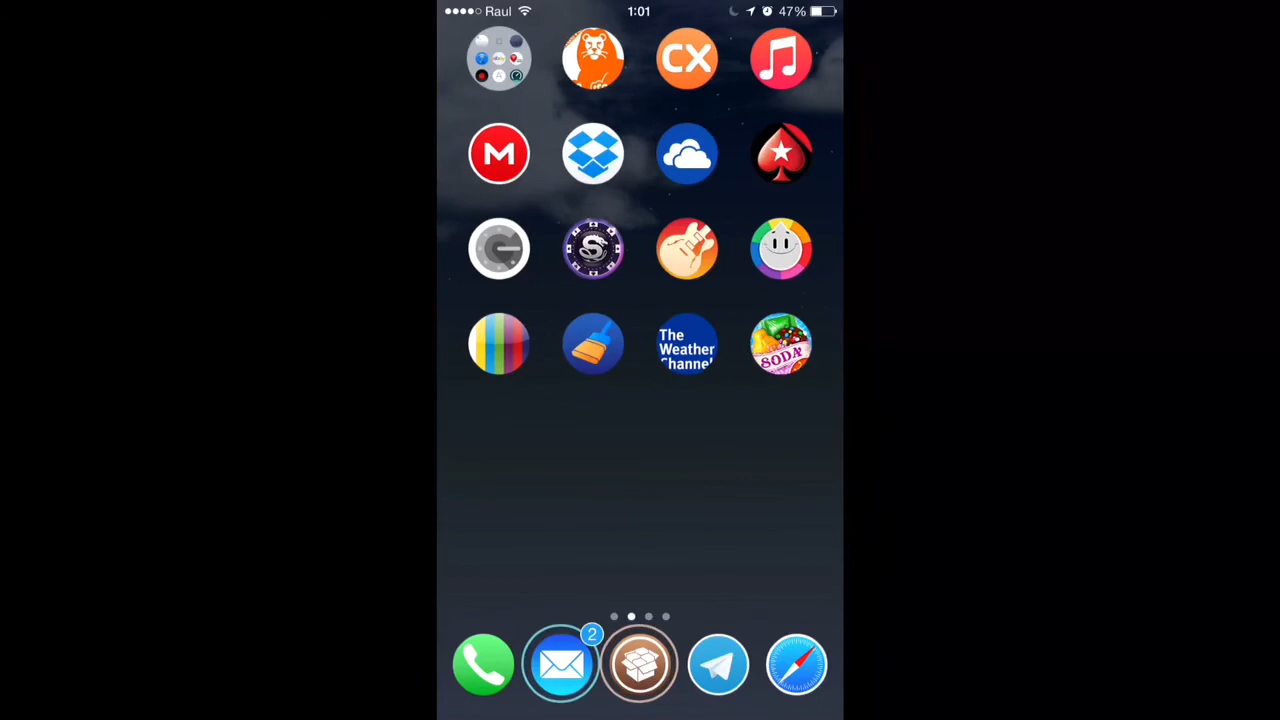 Raul
1:01
47%
CX
M
S
The
Weather
Channel
SODA
2